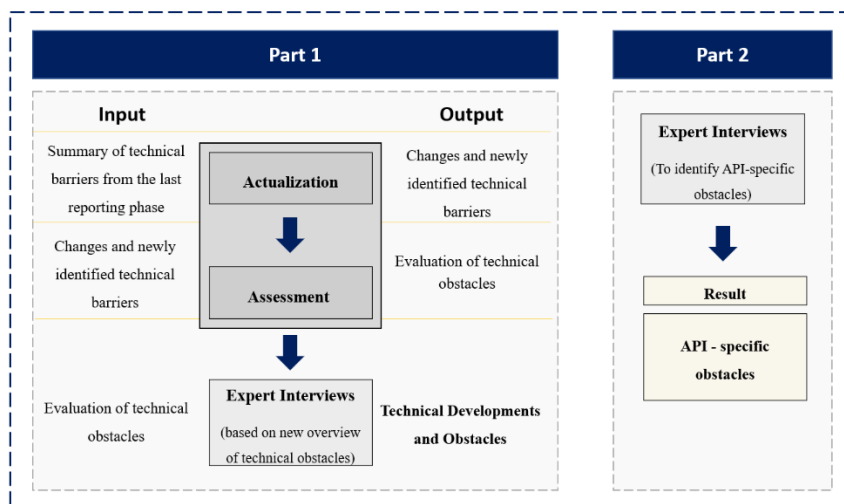 Part 1
Input
Output
Summary of technical
barriers from the last
reporting phase
Actualization
Changes and newly
identified technical
barriers
Changes and newly
identified technical
barriers
Assessment
Evaluation of technical
obstacles
Evaluation of technical
obstacles
Expert Interviews
(based on new overview
of technical obstacles)
Technical Developments
and Obstacles
Part 2
Expert Interviews
(To identify API-specific
obstacles)
Result
API - specific
obstacles